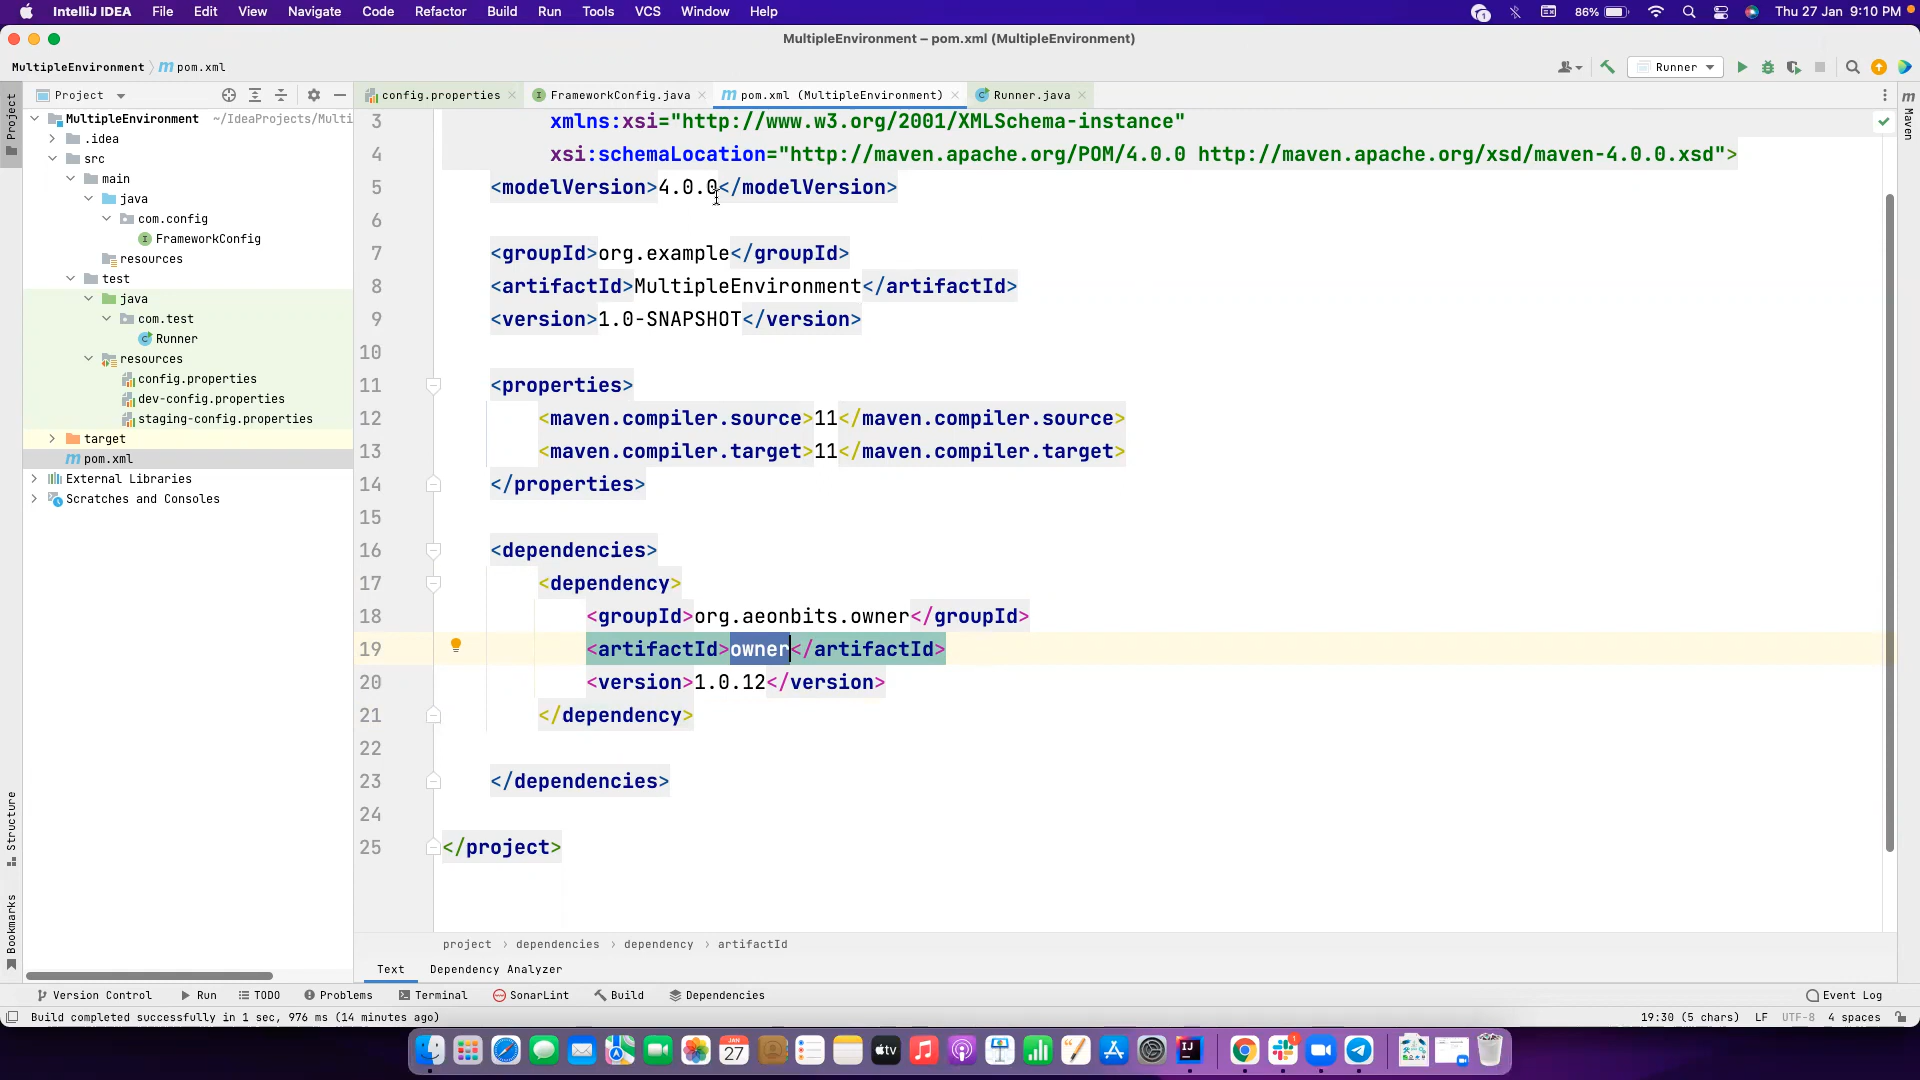 IntelliJ IDEA File Edit View Navigate Code Refactor Build Run Tools VCS Window Help 1 86% Thu 27 Jan 9:10 PM
MultipleEnvironment – pom.xml (MultipleEnvironment)
MultipleEnvironment pom.xml Runner
Project config.properties FrameworkConfig.java pom.xml (MultipleEnvironment) Runner.java
MultipleEnvironment ~/IdeaProjects/Multi
.idea
src
main
java
com.config
FrameworkConfig
resources
test
java
com.test
Runner
resources
config.properties
dev-config.properties
staging-config.properties
target
pom.xml
External Libraries
Scratches and Consoles
3 xmlns:xsi="http://www.w3.org/2001/XMLSchema-instance"
4 xsi:schemaLocation="http://maven.apache.org/POM/4.0.0 http://maven.apache.org/xsd/maven-4.0.0.xsd">
5 <modelVersion>4.0.0</modelVersion>
6
7 <groupId>org.example</groupId>
8 <artifactId>MultipleEnvironment</artifactId>
9 <version>1.0-SNAPSHOT</version>
10
11 <properties>
12 <maven.compiler.source>11</maven.compiler.source>
13 <maven.compiler.target>11</maven.compiler.target>
14 </properties>
15
16 <dependencies>
17 <dependency>
18 <groupId>org.aeonbits.owner</groupId>
19 <artifactId>owner</artifactId>
20 <version>1.0.12</version>
21 </dependency>
22
23 </dependencies>
24
25 </project>
project › dependencies › dependency › artifactId
Text Dependency Analyzer
Project
Structure
Bookmarks
Maven
Version Control Run TODO Problems Terminal SonarLint Build Dependencies Event Log
Build completed successfully in 1 sec, 976 ms (14 minutes ago) 19:30 (5 chars) LF UTF-8 4 spaces
JAN
27
tv
IJ
1